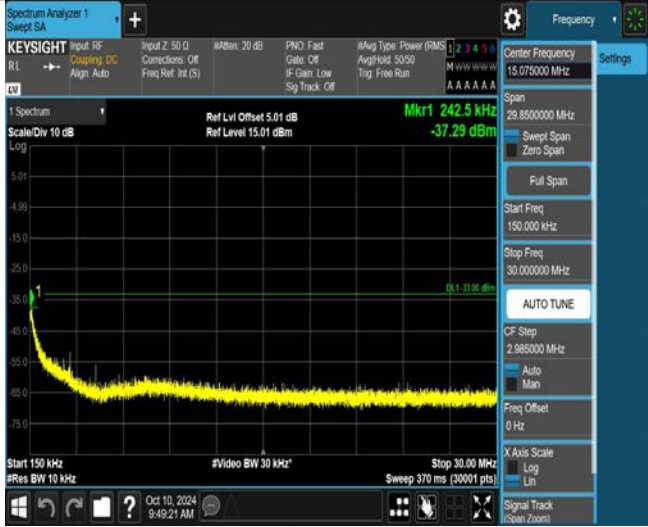 Spectrum Analyzer 1
Swept SA
+
Frequency
KEYSIGHT
Input: RF
Coupling: DC
Align: Auto
Input Z: 50 Ω
Corrections: Off
Freq Ref: Int (S)
#Atten: 20 dB
PNO: Fast
Gate: Off
IF Gain: Low
Sig Track: Off
#Avg Type: Power (RMS
Avg|Hold: 50/50
Trig: Free Run
1 2 3 4 5 6
M W W W W W
A A A A A A
RL
LV
1 Spectrum
Scale/Div 10 dB
Log
Ref Lvl Offset 5.01 dB
Ref Level 15.01 dBm
Mkr1 242.5 kHz
-37.29 dBm
5.01
-4.99
-15.0
-25.0
-35.0
-45.0
-55.0
-65.0
-75.0
1
DL1 -33.00 dBm
Start 150 kHz
#Res BW 10 kHz
#Video BW 30 kHz*
Stop 30.00 MHz
Sweep 370 ms (30001 pts)
?
Oct 10, 2024
9:49:21 AM
Center Frequency
15.075000 MHz
Settings
Span
29.8500000 MHz
Swept Span
Zero Span
Full Span
Start Freq
150.000 kHz
Stop Freq
30.000000 MHz
AUTO TUNE
CF Step
2.985000 MHz
Auto
Man
Freq Offset
0 Hz
X Axis Scale
Log
Lin
Signal Track
(Span Zoom)